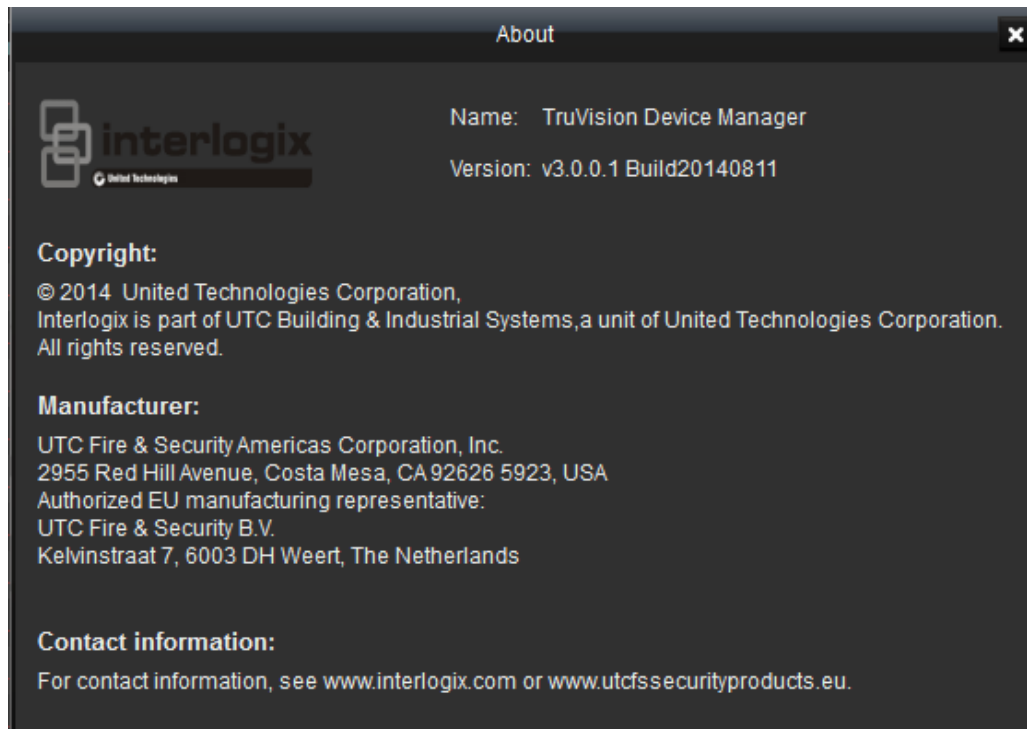 About
interlogix
United Technologies
Name: TruVision Device Manager
Version: v3.0.0.1 Build20140811
Copyright:
© 2014 United Technologies Corporation,
Interlogix is part of UTC Building & Industrial Systems,a unit of United Technologies Corporation.
All rights reserved.
Manufacturer:
UTC Fire & Security Americas Corporation, Inc.
2955 Red Hill Avenue, Costa Mesa, CA 92626 5923, USA
Authorized EU manufacturing representative:
UTC Fire & Security B.V.
Kelvinstraat 7, 6003 DH Weert, The Netherlands
Contact information:
For contact information, see www.interlogix.com or www.utcfssecurityproducts.eu.